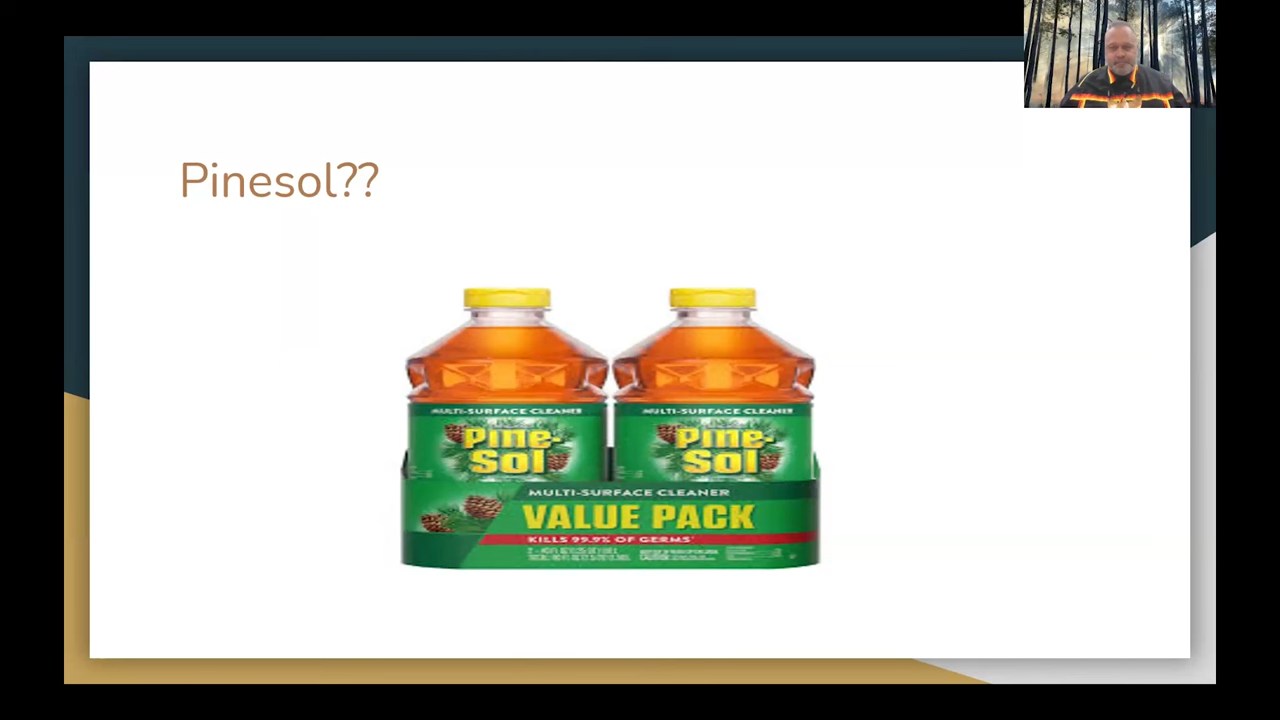 Pinesol??
MULTI-SURFACE CLEANER
Pine-
Sol
MULTI-SURFACE CLEANER
Pine-
Sol
MULTI-SURFACE CLEANER
VALUE PACK
KILLS 99.9% OF GERMS*